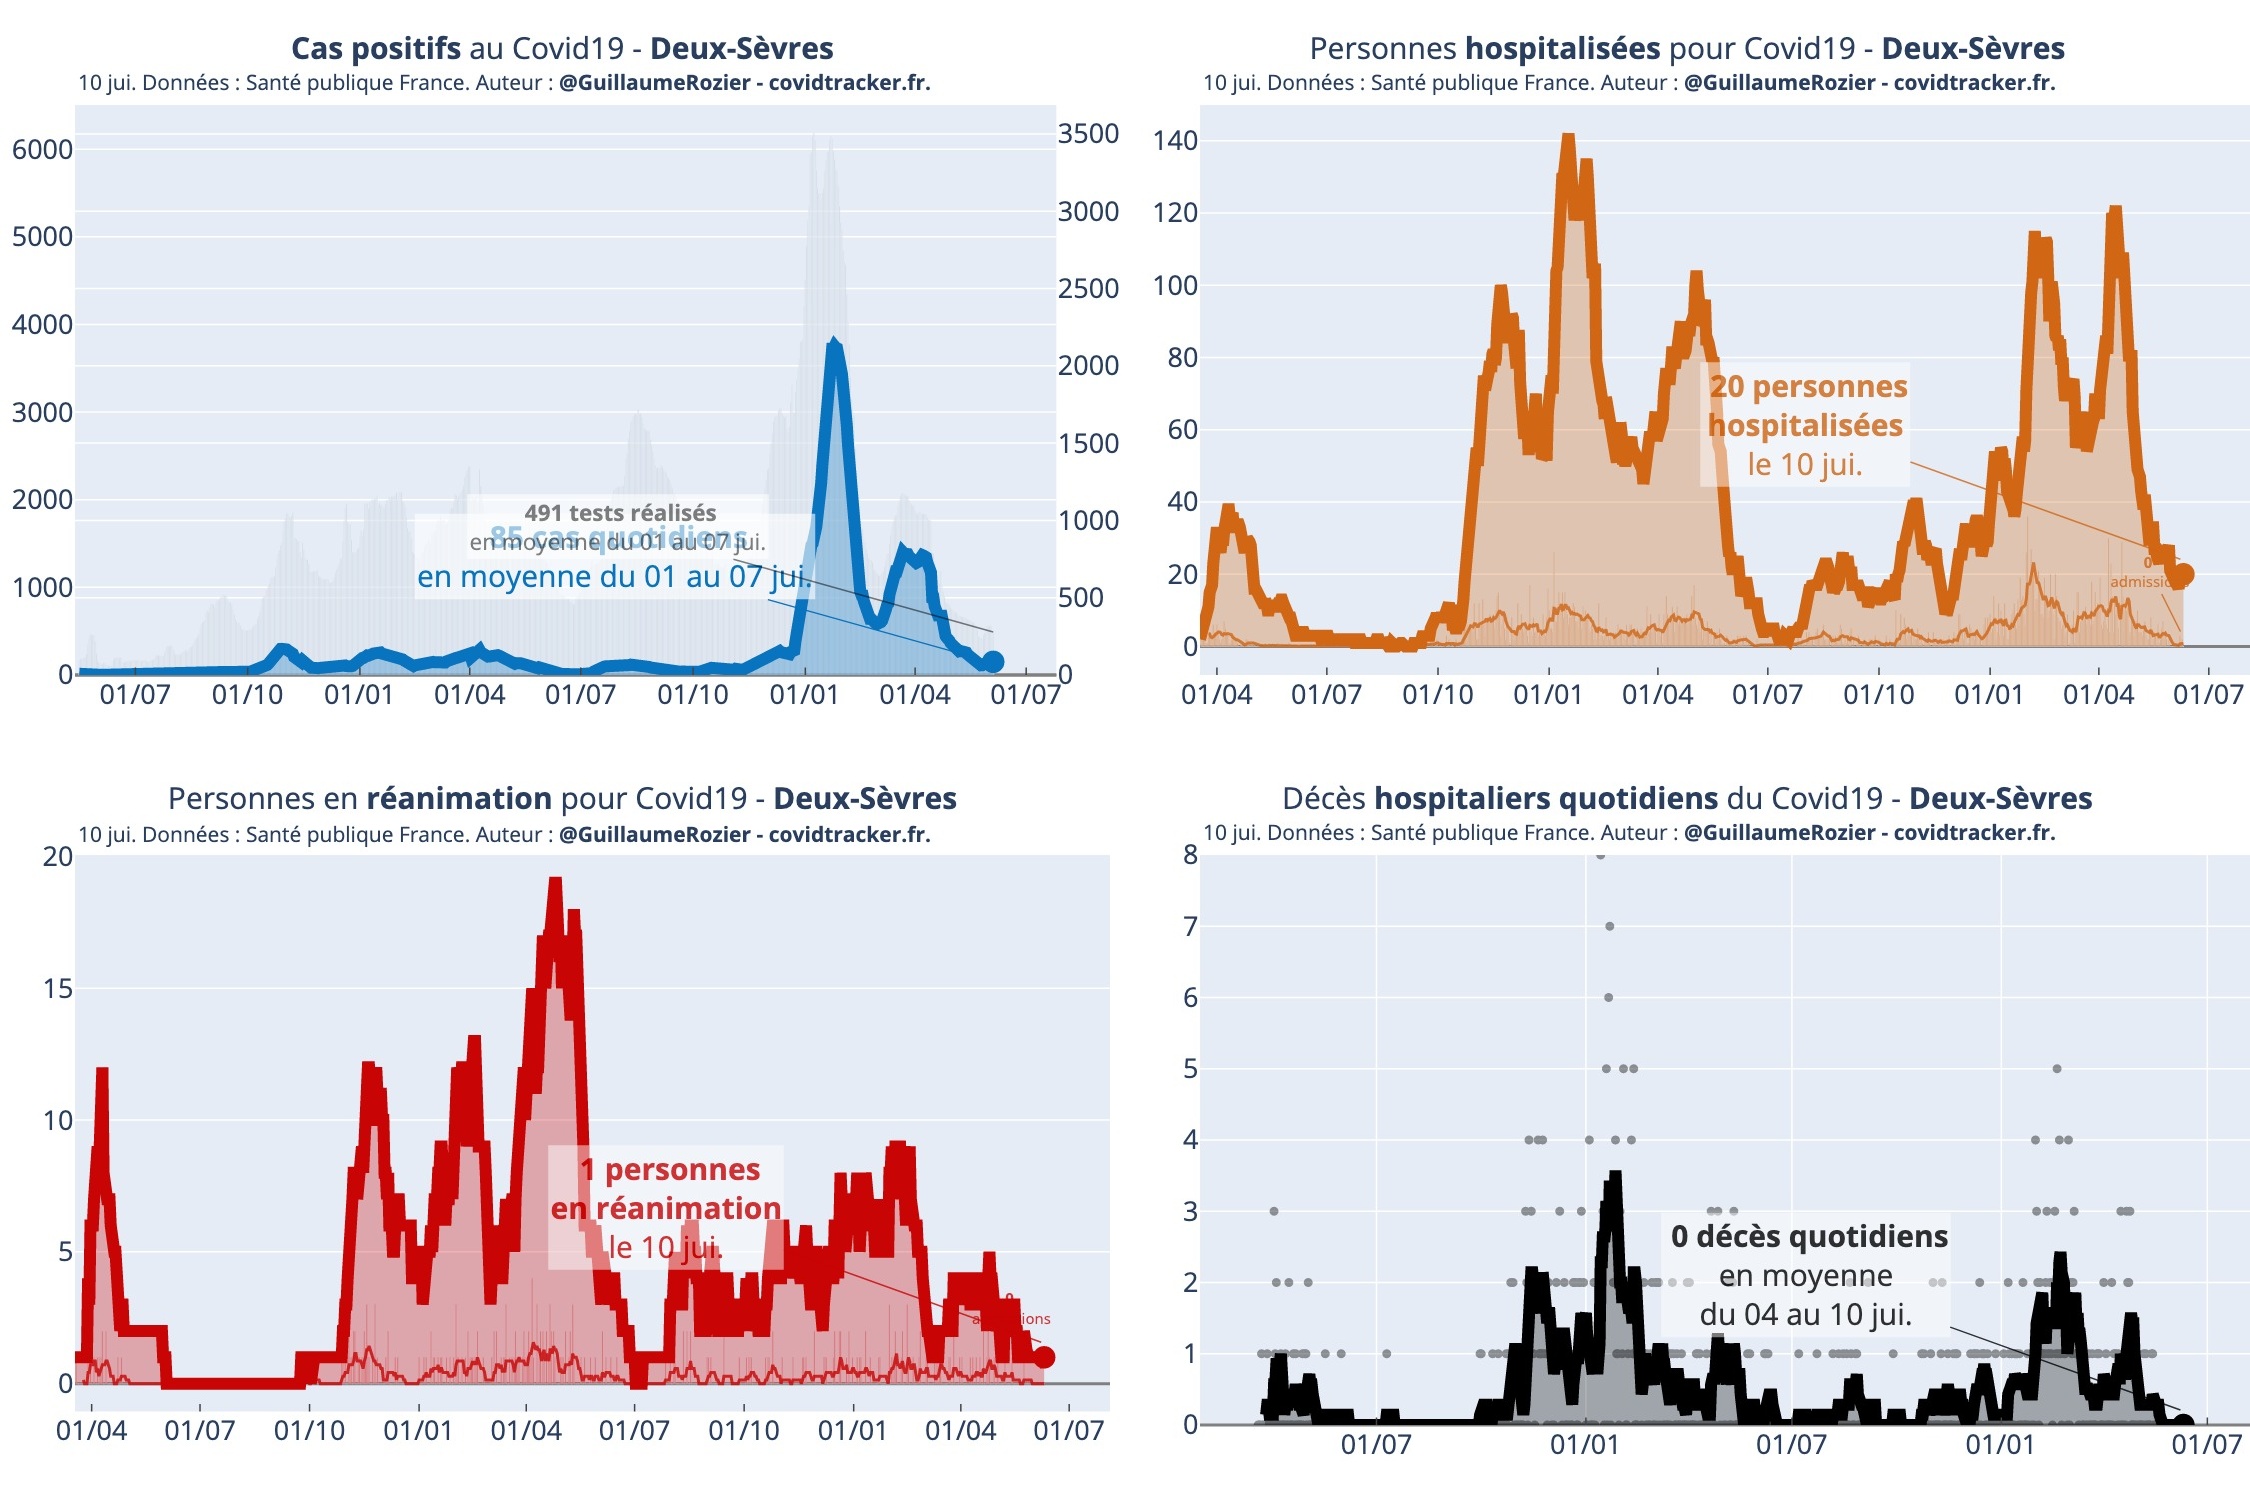 Cas positifs au Covid19 - Deux-Sèvres
10 jui. Données : Santé publique France. Auteur : @GuillaumeRozier - covidtracker.fr.
6000
5000
4000
3000
2000
1000
0
3500
3000
2500
2000
1500
1000
500
0
491 tests réalisés
en moyenne du 01 au 07 jui.
85 cas quotidiens
en moyenne du 01 au 07 jui.
01/07 01/10 01/01 01/04 01/07 01/10 01/01 01/04 01/07
Personnes hospitalisées pour Covid19 - Deux-Sèvres
10 jui. Données : Santé publique France. Auteur : @GuillaumeRozier - covidtracker.fr.
140
120
100
80
60
40
20
0
20 personnes
hospitalisées
le 10 jui.
0
01/04 01/07 01/10 01/01 01/04 01/07 01/10 01/01 01/04 01/07
Personnes en réanimation pour Covid19 - Deux-Sèvres
10 jui. Données : Santé publique France. Auteur : @GuillaumeRozier - covidtracker.fr.
20
15
10
5
0
1 personnes
en réanimation
le 10 jui.
01/04 01/07 01/10 01/01 01/04 01/07 01/10 01/01 01/04 01/07
Décès hospitaliers quotidiens du Covid19 - Deux-Sèvres
10 jui. Données : Santé publique France. Auteur : @GuillaumeRozier - covidtracker.fr.
8
7
6
5
4
3
2
1
0
0 décès quotidiens
en moyenne
du 04 au 10 jui.
01/07 01/01 01/07 01/01 01/07